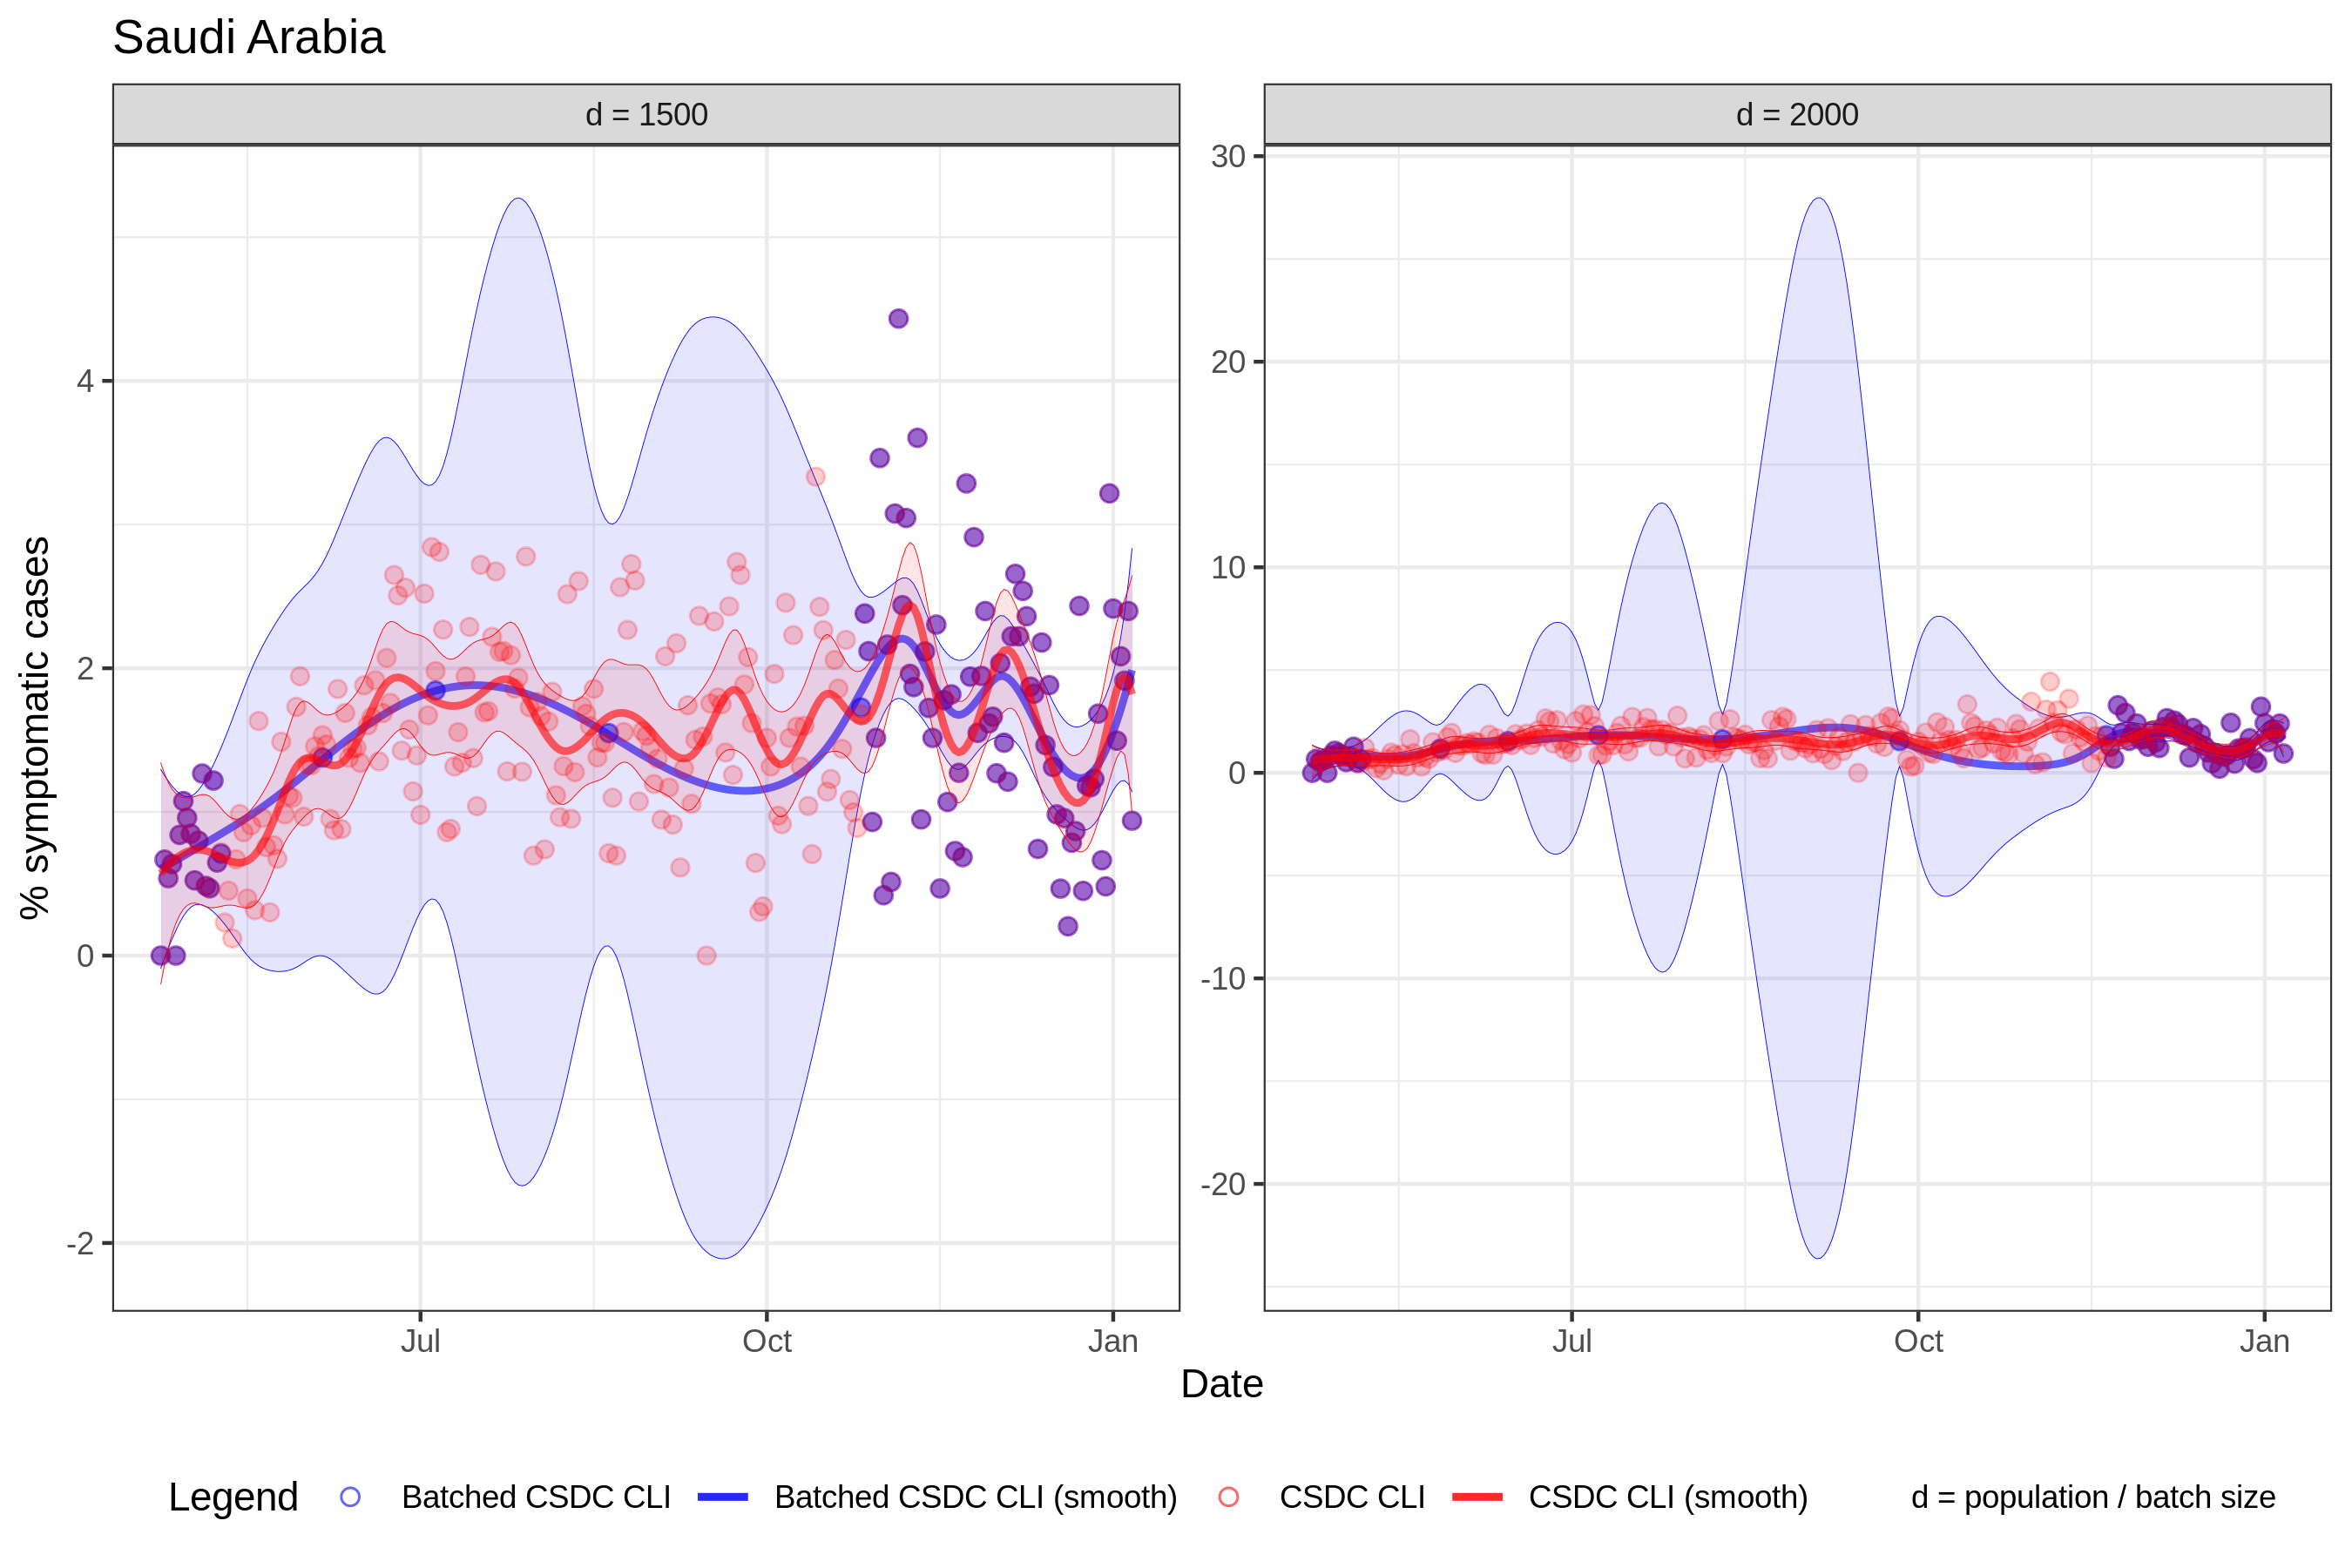 Saudi Arabia
d = 1500
d = 2000
% symptomatic cases
4
2
0
-2
30
20
10
0
-10
-20
Jul
Oct
Jan
Jul
Oct
Jan
Date
Legend
Batched CSDC CLI
Batched CSDC CLI (smooth)
CSDC CLI
CSDC CLI (smooth)
d = population / batch size